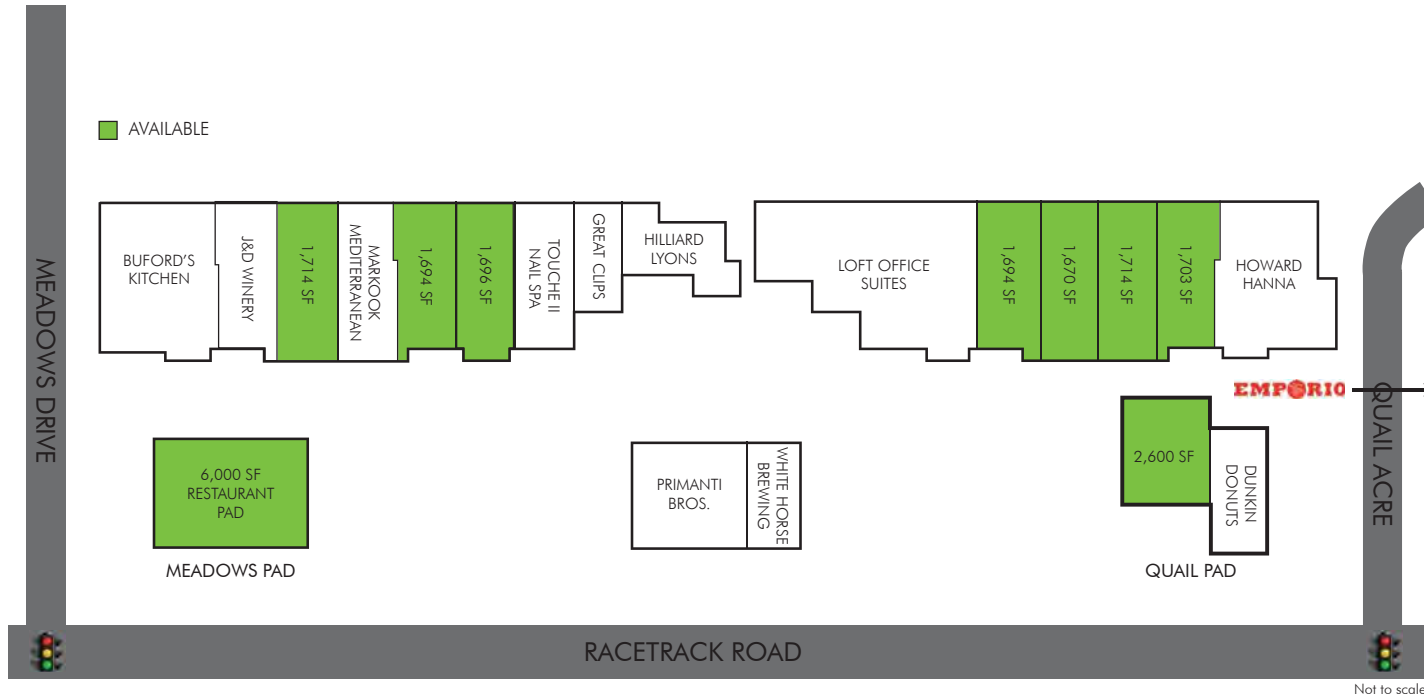 AVAILABLE
BUFORD'S
KITCHEN
J&D WINERY
1,714 SF
MARKOOK
MEDITERRANEAN
1,694 SF
1,696 SF
TOUCHE II
NAIL SPA
GREAT CLIPS
HILLIARD
LYONS
LOFT OFFICE
SUITES
1,694 SF
1,670 SF
1,714 SF
1,703 SF
HOWARD
HANNA
EMPORIO
MEADOWS DRIVE
QUAIL ACRE
6,000 SF
RESTAURANT
PAD
MEADOWS PAD
PRIMANTI
BROS.
WHITE HORSE
BREWING
2,600 SF
DUNKIN
DONUTS
QUAIL PAD
RACETRACK ROAD
Not to scale